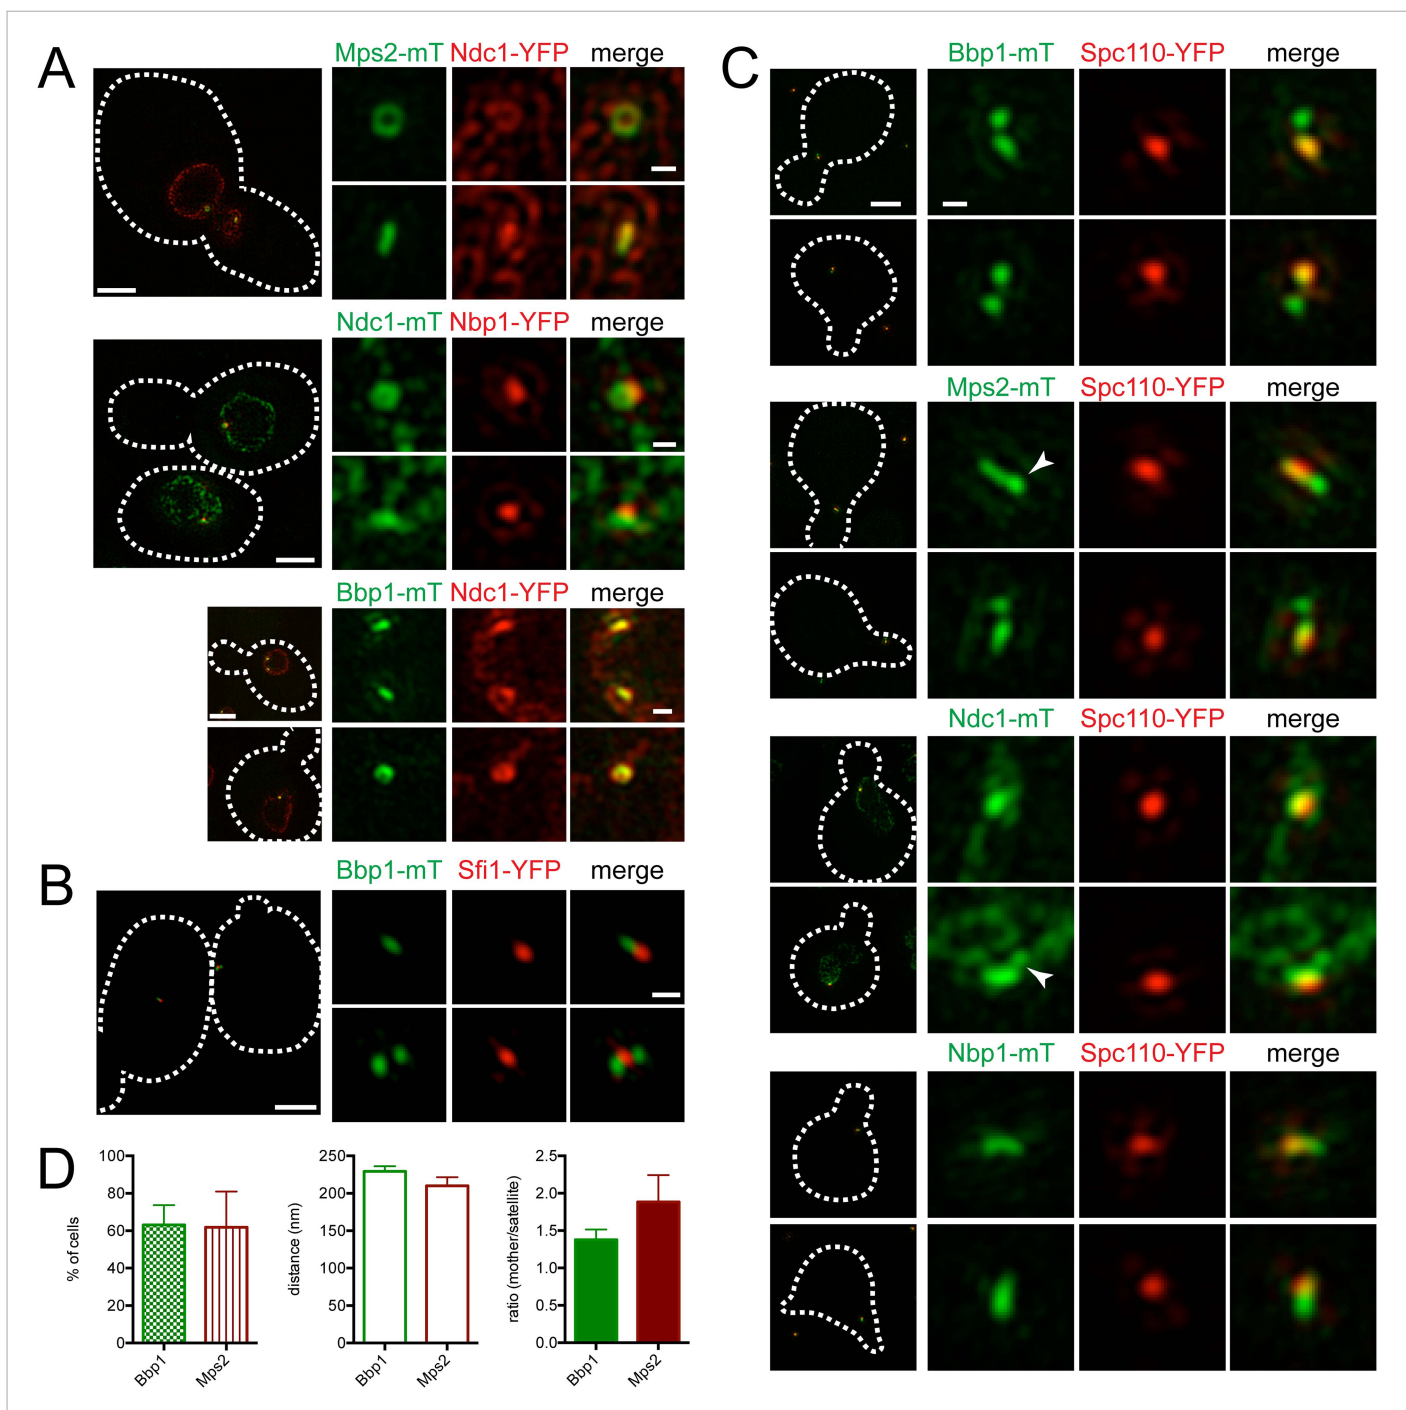 A
Mps2-mT Ndc1-YFP merge
Ndc1-mT Nbp1-YFP merge
Bbp1-mT Ndc1-YFP merge
B
Bbp1-mT Sfi1-YFP merge
C
Bbp1-mT Spc110-YFP merge
Mps2-mT Spc110-YFP merge
Ndc1-mT Spc110-YFP merge
Nbp1-mT Spc110-YFP merge
D
% of cells
100
80
60
40
20
0
Bbp1 Mps2
distance (nm)
250
200
150
100
50
0
Bbp1 Mps2
ratio (mother/satellite)
2.5
2.0
1.5
1.0
0.5
0.0
Bbp1 Mps2